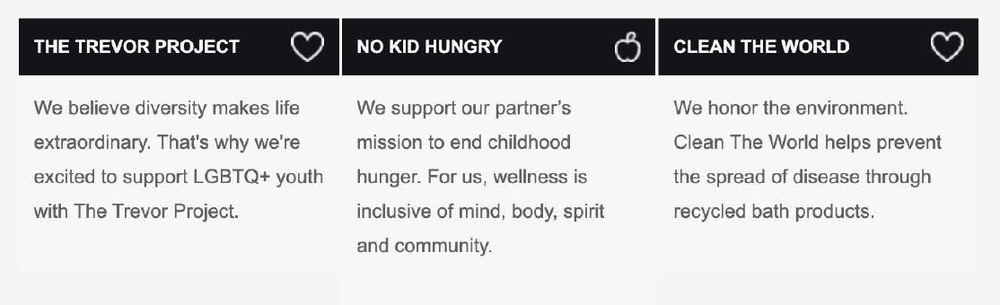 THE TREVOR PROJECT
We believe diversity makes life
extraordinary. That's why we're
excited to support LGBTQ+ youth
with The Trevor Project.
NO KID HUNGRY
We support our partner’s
mission to end childhood
hunger. For us, wellness is
inclusive of mind, body, spirit
and community.
CLEAN THE WORLD
We honor the environment.
Clean The World helps prevent
the spread of disease through
recycled bath products.